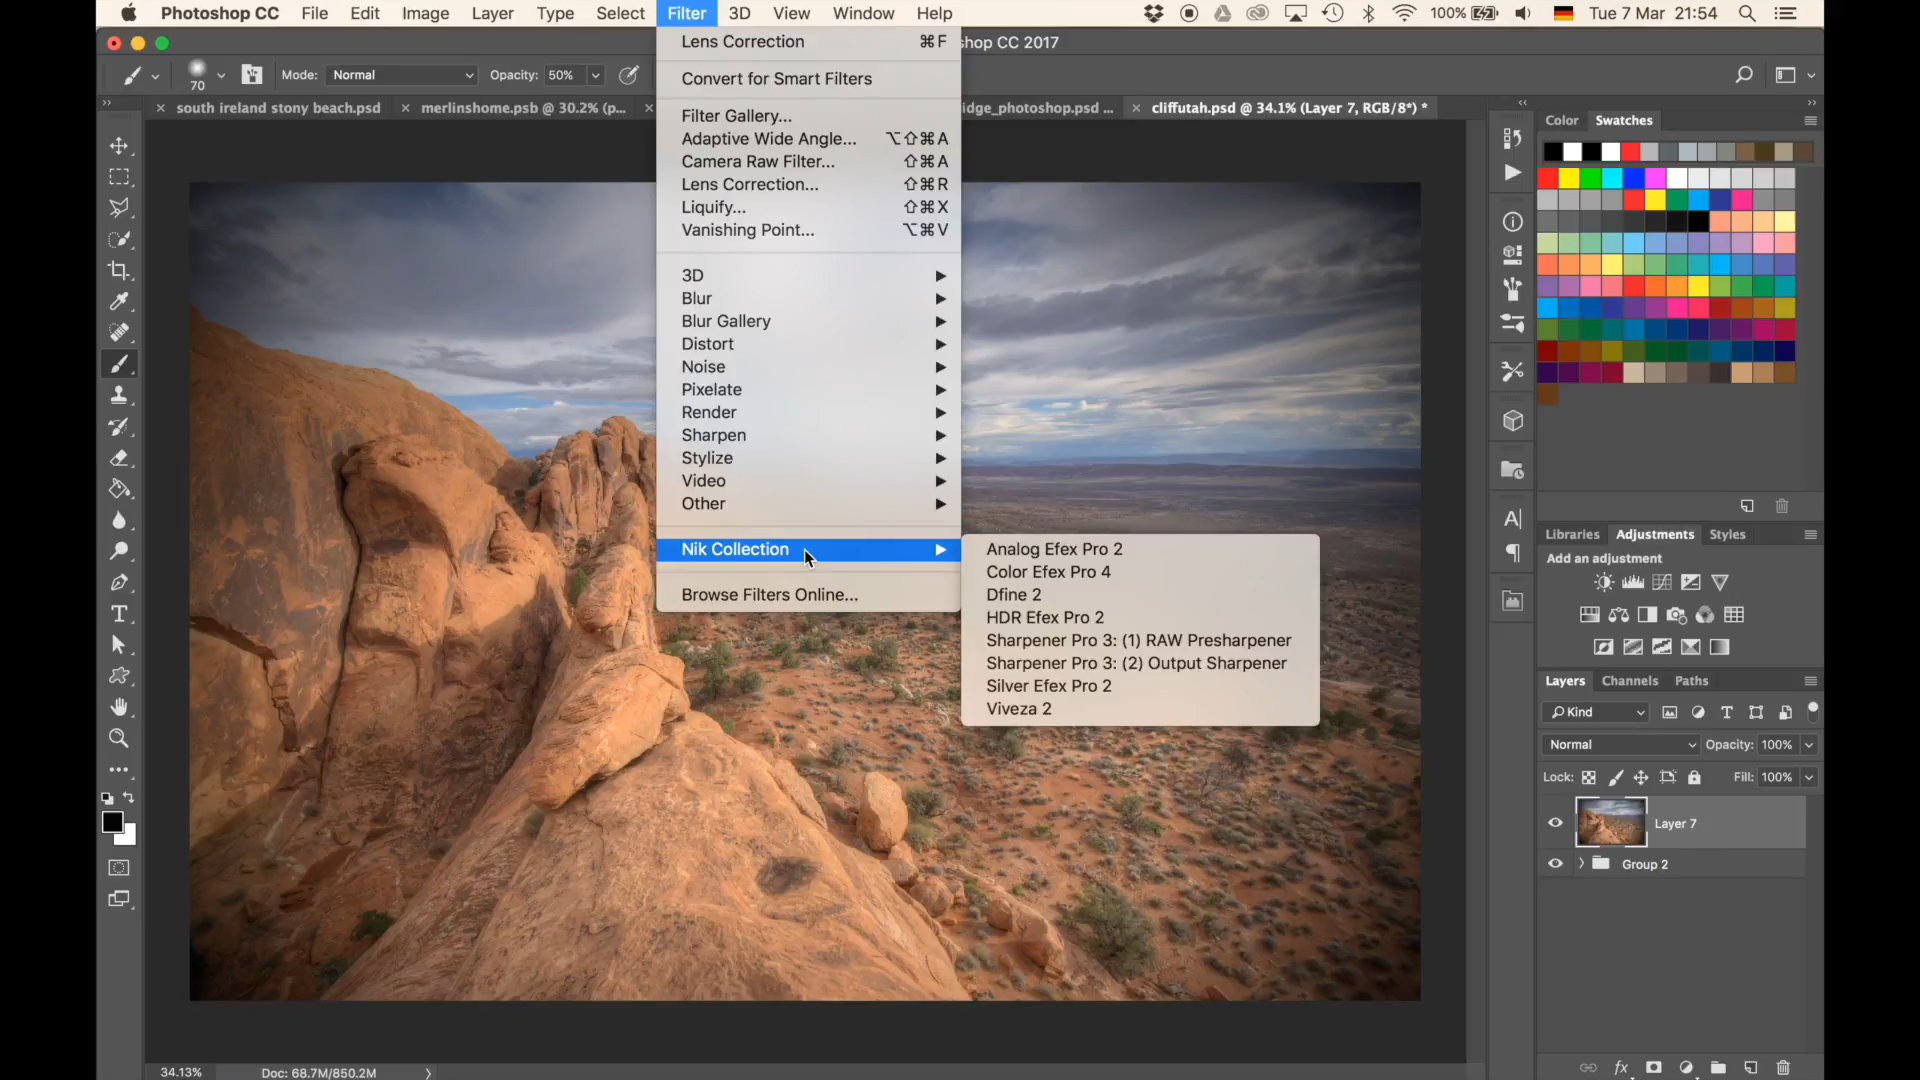 Photoshop CC File Edit Image Layer Type Select Filter 3D View Window Help 100% Tue 7 Mar 21:54
shop CC 2017
70 Mode: Normal Opacity: 50%
south ireland stony beach.psd merlinshome.psb @ 30.2% (p... idge_photoshop.psd ... cliffutah.psd @ 34.1% (Layer 7, RGB/8*) *
Lens Correction ⌘F
Convert for Smart Filters
Filter Gallery...
Adaptive Wide Angle... ⌥⇧⌘A
Camera Raw Filter... ⇧⌘A
Lens Correction... ⇧⌘R
Liquify... ⇧⌘X
Vanishing Point... ⌥⌘V
3D
Blur
Blur Gallery
Distort
Noise
Pixelate
Render
Sharpen
Stylize
Video
Other
Nik Collection
Browse Filters Online...
Analog Efex Pro 2
Color Efex Pro 4
Dfine 2
HDR Efex Pro 2
Sharpener Pro 3: (1) RAW Presharpener
Sharpener Pro 3: (2) Output Sharpener
Silver Efex Pro 2
Viveza 2
Color Swatches
Libraries Adjustments Styles
Add an adjustment
Layers Channels Paths
Kind
Normal Opacity: 100%
Lock: Fill: 100%
Layer 7
Group 2
34.13% Doc: 68.7M/850.2M